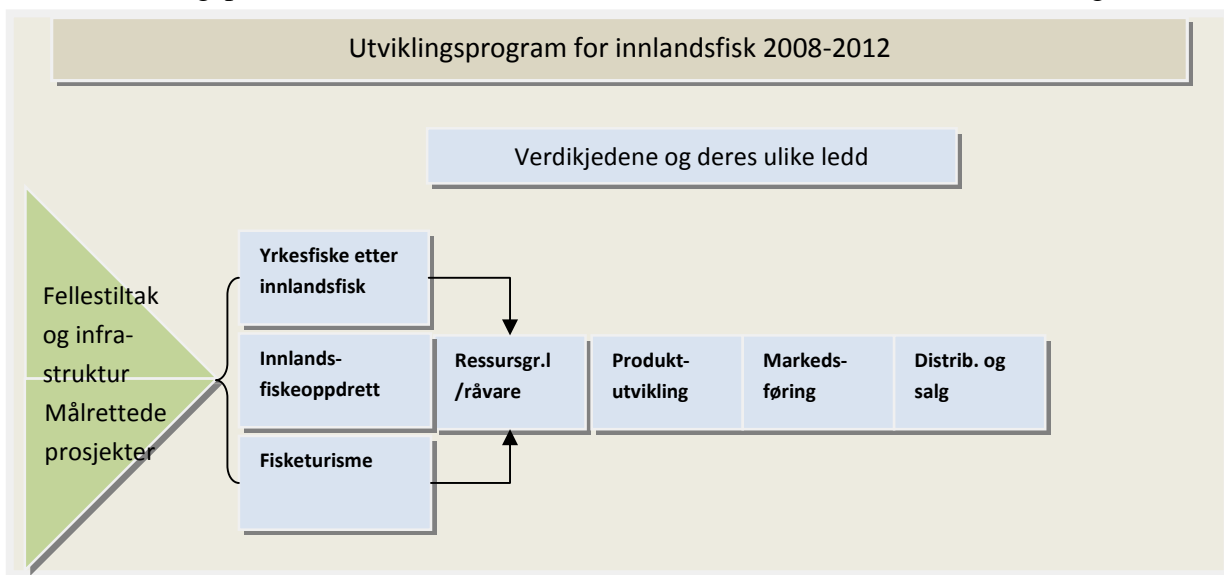 Utviklingsprogram for innlandsfisk 2008-2012
Verdikjedene og deres ulike ledd
Fellestiltak
og infra-
struktur
Målrettede
prosjekter
Yrkesfiske etter
innlandsfisk
Innlands-
fiskeoppdrett
Fisketurisme
Ressursgr.l
/råvare
Produkt-
utvikling
Markeds-
føring
Distrib. og
salg